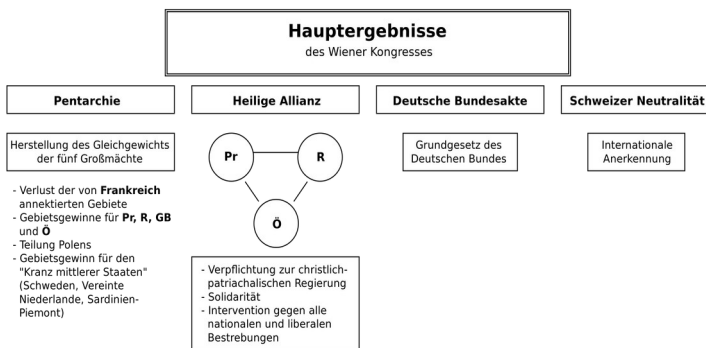 Hauptergebnisse
des Wiener Kongresses
Pentarchie
Herstellung des Gleichgewichts
der fünf Großmächte
- Verlust der von Frankreich
annektierten Gebiete
- Gebietsgewinne für Pr, R, GB
und Ö
- Teilung Polens
- Gebietsgewinn für den
"Kranz mittlerer Staaten"
(Schweden, Vereinte
Niederlande, Sardinien-
Piemont)
Heilige Allianz
Pr
R
Ö
- Verpflichtung zur christlich-
patriachalischen Regierung
- Solidarität
- Intervention gegen alle
nationalen und liberalen
Bestrebungen
Deutsche Bundesakte
Grundgesetz des
Deutschen Bundes
Schweizer Neutralität
Internationale
Anerkennung